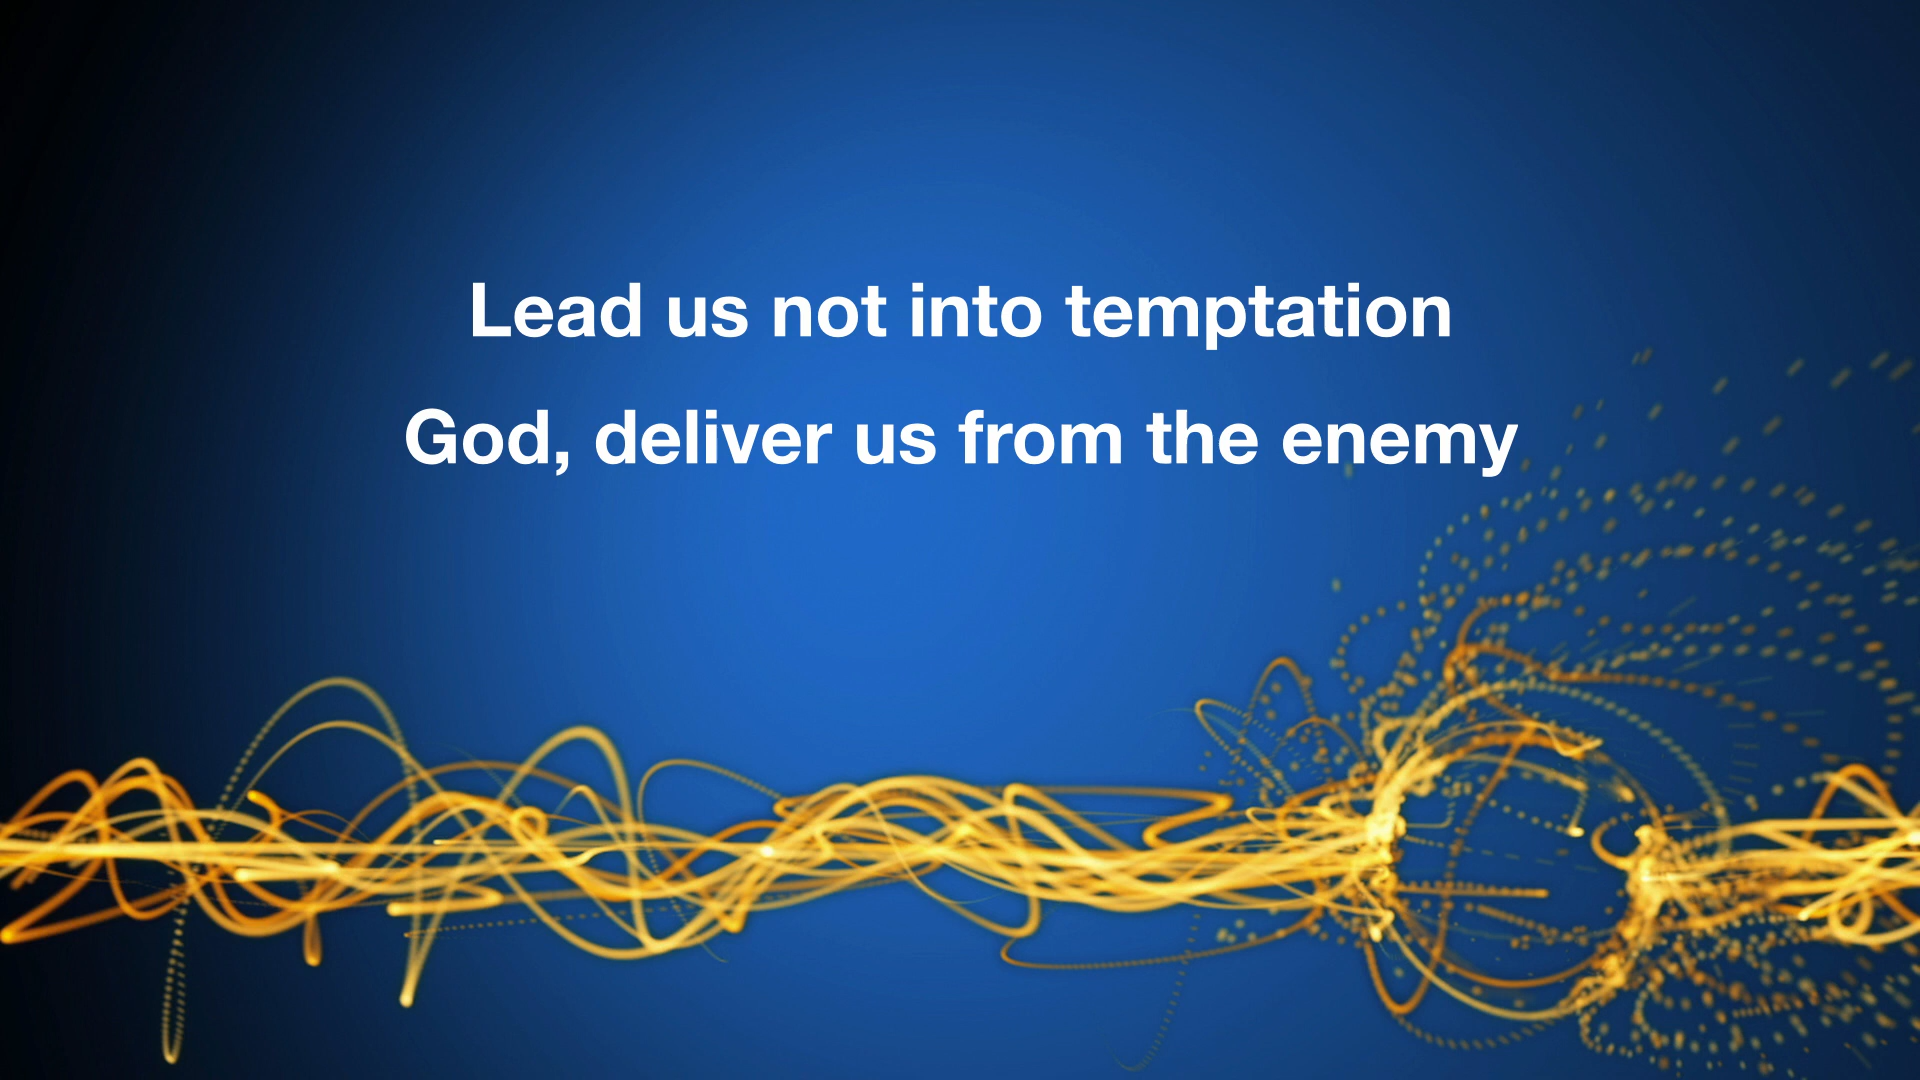 Lead us not into temptation
God, deliver us from the enemy